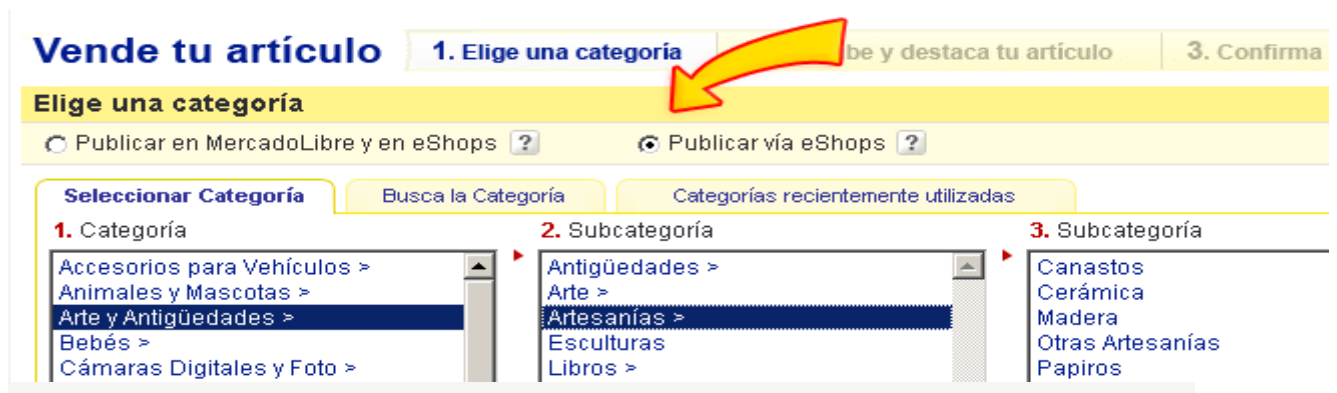 Vende tu artículo 1. Elige una categoría be y destaca tu artículo 3. Confirma
Elige una categoría
Publicar en MercadoLibre y en eShops ? Publicar vía eShops ?
Seleccionar Categoría Busca la Categoría Categorías recientemente utilizadas
1. Categoría 2. Subcategoría 3. Subcategoría
Accesorios para Vehículos > Antigüedades > Canastos
Animales y Mascotas > Arte > Cerámica
Arte y Antigüedades > Artesanías > Madera
Bebés > Esculturas Otras Artesanías
Cámaras Digitales y Foto > Libros > Papiros